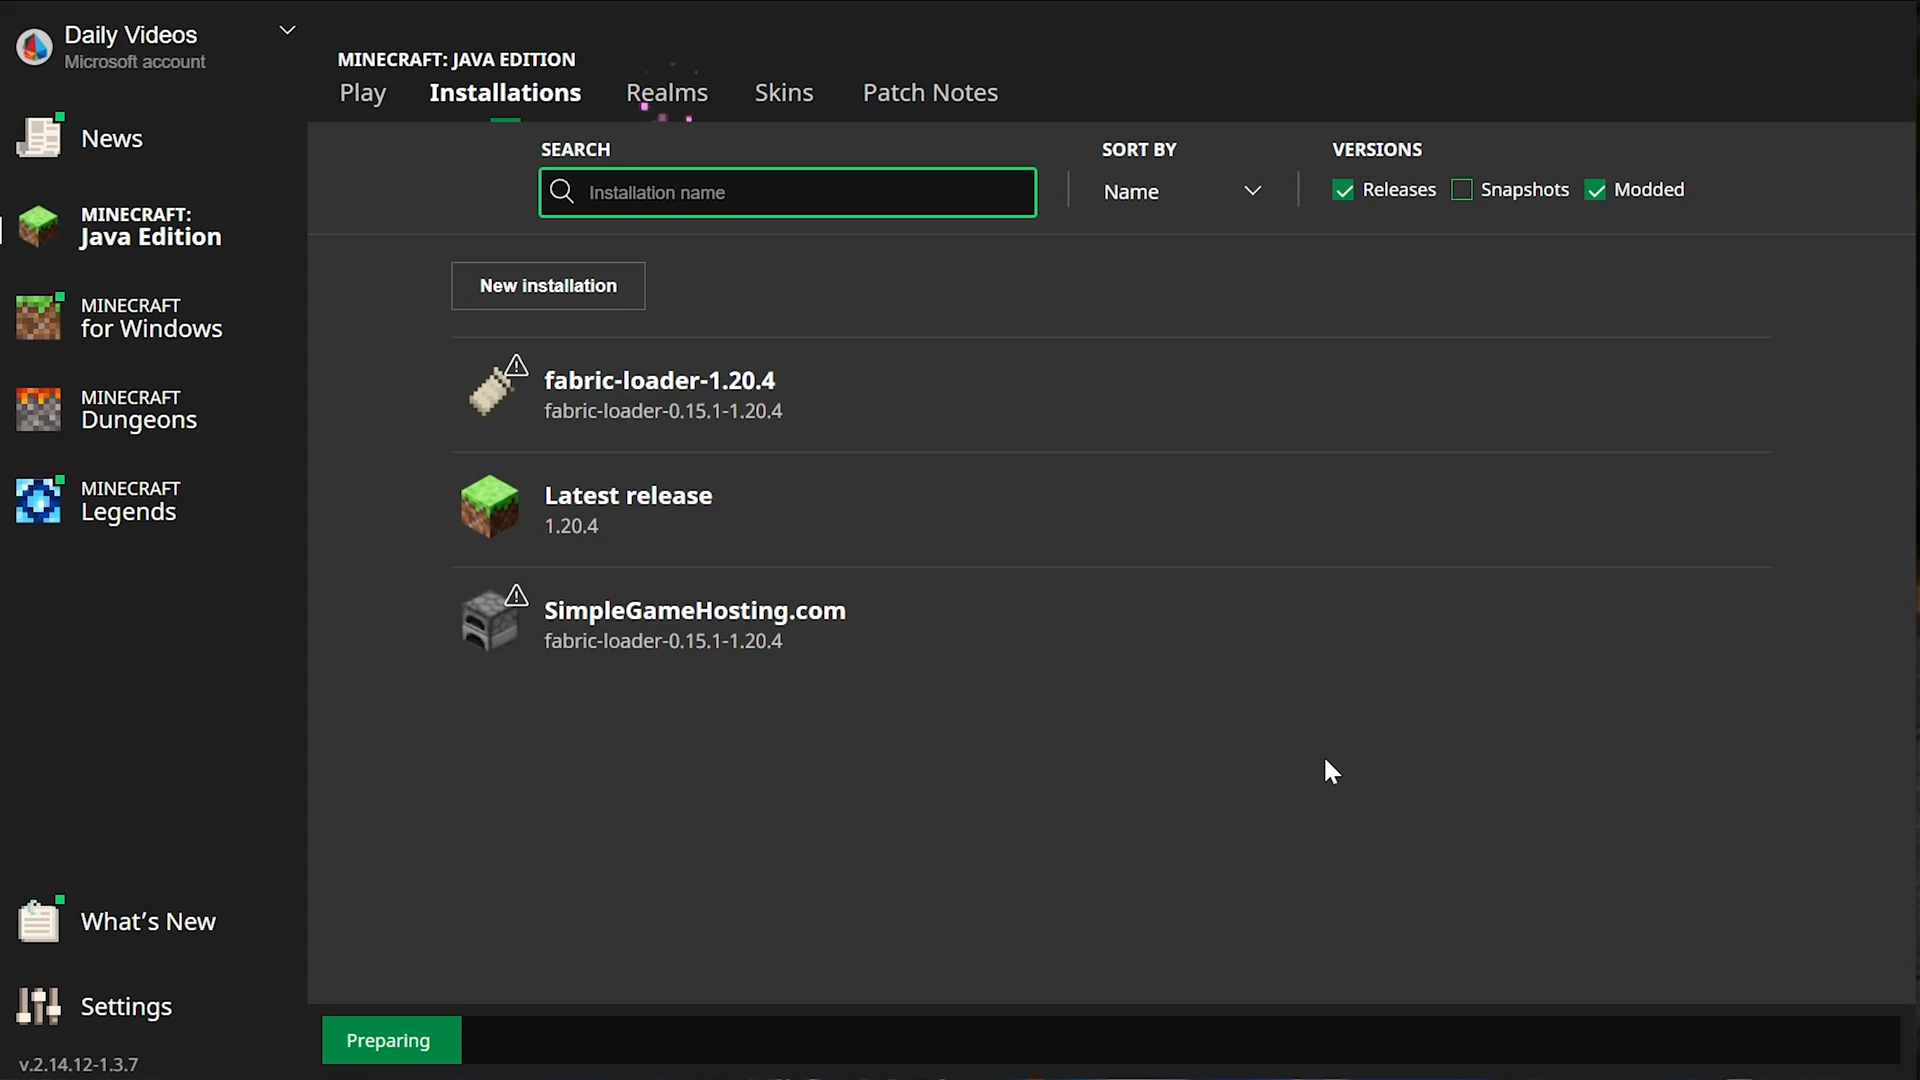 Daily Videos
Microsoft account
News
MINECRAFT:
Java Edition
MINECRAFT
for Windows
MINECRAFT
Dungeons
MINECRAFT
Legends
What's New
Settings
v.2.14.12-1.3.7
MINECRAFT: JAVA EDITION
Play Installations Realms Skins Patch Notes
SEARCH
Installation name
SORT BY
Name
VERSIONS
Releases Snapshots Modded
New installation
fabric-loader-1.20.4
fabric-loader-0.15.1-1.20.4
Latest release
1.20.4
SimpleGameHosting.com
fabric-loader-0.15.1-1.20.4
Preparing